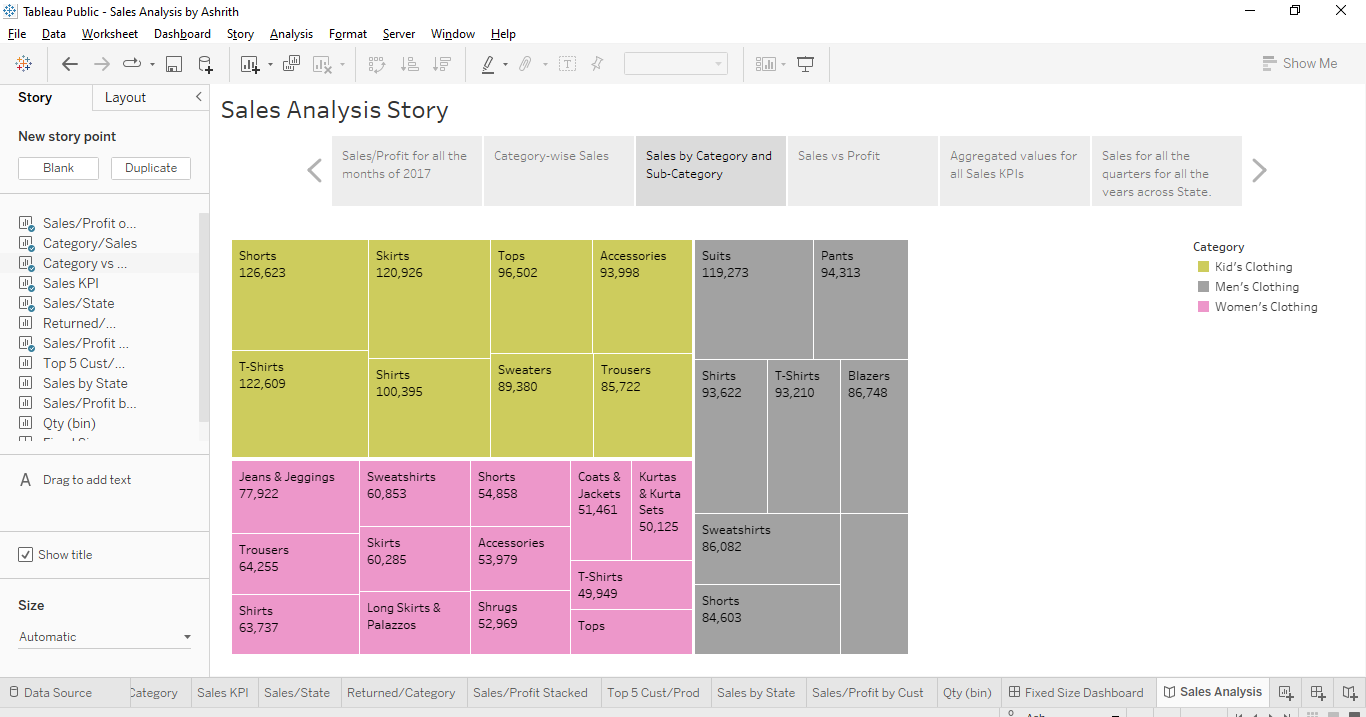 Tableau Public - Sales Analysis by Ashrith
File Data Worksheet Dashboard Story Analysis Format Server Window Help
Show Me
Story Layout
New story point
Blank Duplicate
Sales/Profit o...
Category/Sales
Category vs ...
Sales KPI
Sales/State
Returned/...
Sales/Profit ...
Top 5 Cust/...
Sales by State
Sales/Profit b...
Qty (bin)
A Drag to add text
Show title
Size
Automatic
Sales Analysis Story
Sales/Profit for all the
months of 2017
Category-wise Sales
Sales by Category and
Sub-Category
Sales vs Profit
Aggregated values for
all Sales KPIs
Sales for all the
quarters for all the
years across State.
Shorts
126,623
Skirts
120,926
Tops
96,502
Accessories
93,998
T-Shirts
122,609
Shirts
100,395
Sweaters
89,380
Trousers
85,722
Suits
119,273
Pants
94,313
Shirts
93,622
T-Shirts
93,210
Blazers
86,748
Sweatshirts
86,082
Shorts
84,603
Jeans & Jeggings
77,922
Sweatshirts
60,853
Shorts
54,858
Coats &
Jackets
51,461
Kurtas
& Kurta
Sets
50,125
Trousers
64,255
Skirts
60,285
Accessories
53,979
T-Shirts
49,949
Shirts
63,737
Long Skirts &
Palazzos
Shrugs
52,969
Tops
Category
Kid's Clothing
Men's Clothing
Women's Clothing
Data Source Category Sales KPI Sales/State Returned/Category Sales/Profit Stacked Top 5 Cust/Prod Sales by State Sales/Profit by Cust Qty (bin) Fixed Size Dashboard Sales Analysis